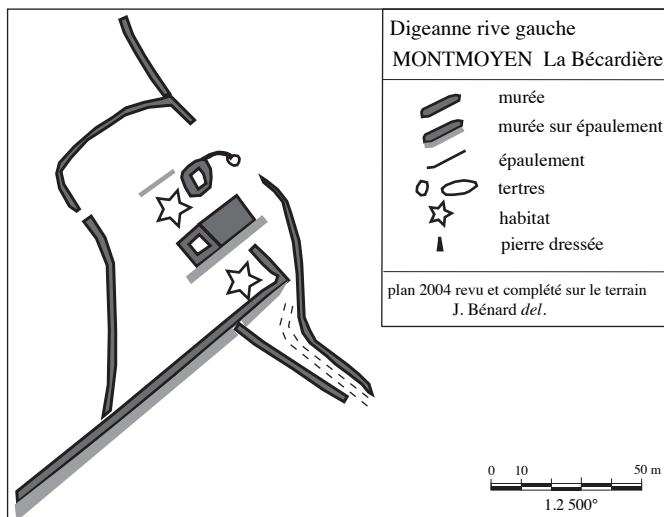 Digeanne rive gauche
MONTMOYEN La Bécardière
murée
murée sur épaulement
épaulement
tertres
habitat
pierre dressée
plan 2004 revu et complété sur le terrain
J. Bénard del.
0 10 50 m
1.2 500°